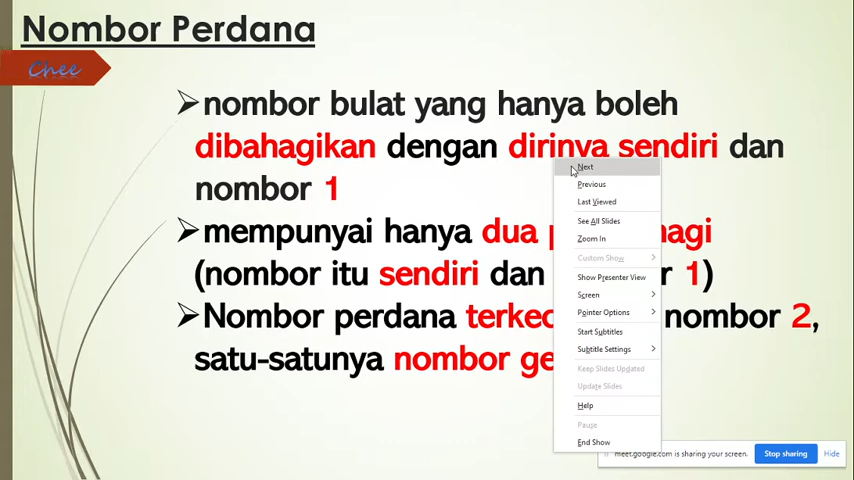 Nombor Perdana
Chee
➢nombor bulat yang hanya boleh
dibahagikan dengan dirinya sendiri dan
nombor 1
➢mempunyai hanya dua
(nombor itu sendiri dan 1)
➢Nombor perdana nombor 2,
satu-satunya nombor
Next
Previous
Last Viewed
See All Slides
Zoom In
Custom Show
Show Presenter View
Screen
Pointer Options
Start Subtitles
Subtitle Settings
Keep Slides Updated
Update Slides
Help
Pause
End Show
meet.google.com is sharing your screen.
Stop sharing
Hide